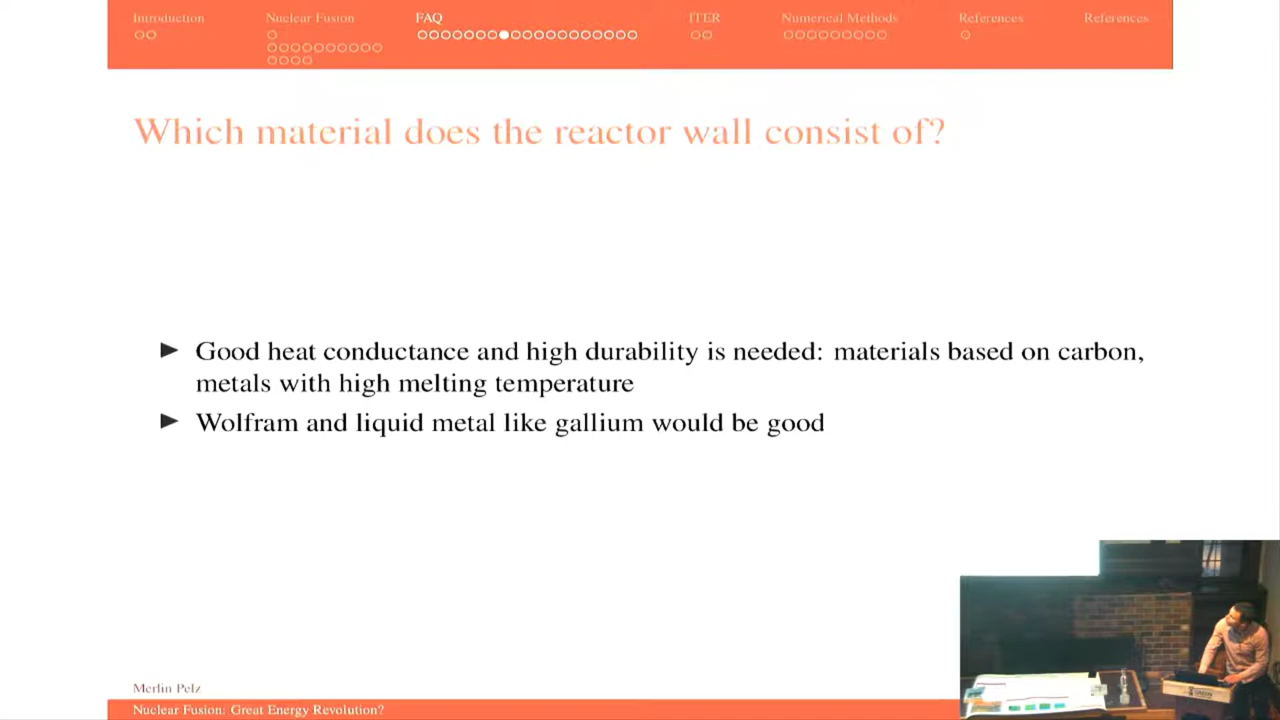 Introduction
Nuclear Fusion
FAQ
ITER
Numerical Methods
References
References
Which material does the reactor wall consist of?
Good heat conductance and high durability is needed: materials based on carbon,
metals with high melting temperature
Wolfram and liquid metal like gallium would be good
Merlin Pelz
Nuclear Fusion: Great Energy Revolution?